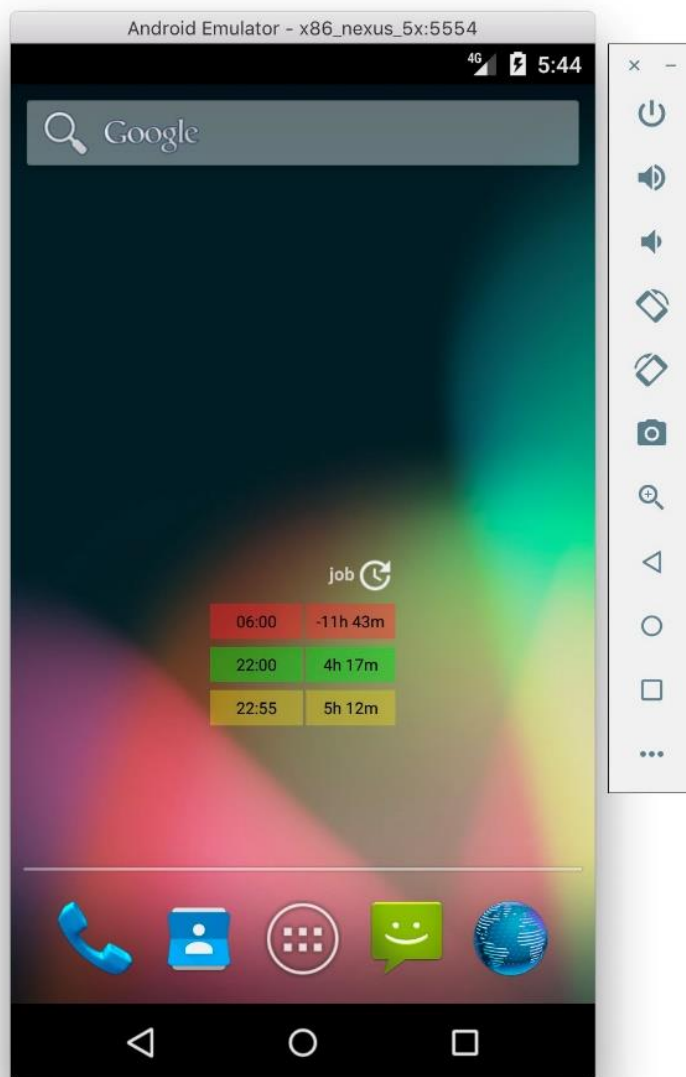 Android Emulator - x86_nexus_5x:5554
4G 5:44
Google
job
06:00 -11h 43m
22:00 4h 17m
22:55 5h 12m